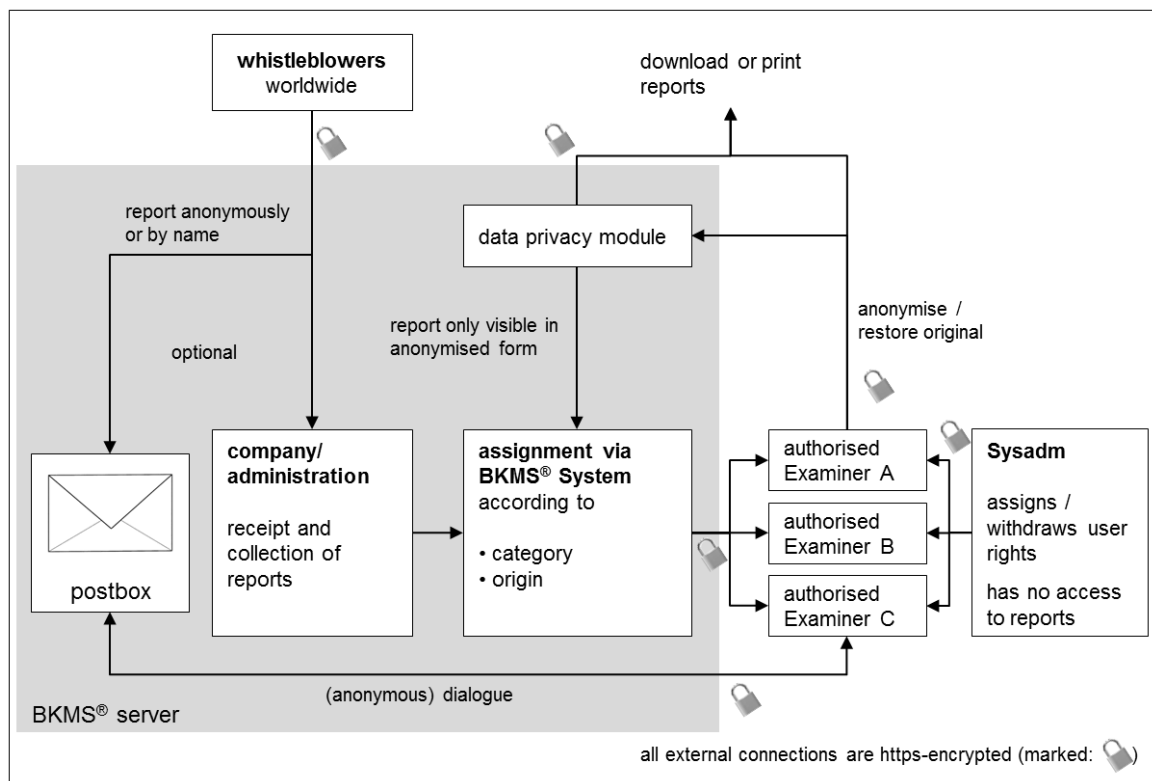 whistleblowers
worldwide
download or print
reports
report anonymously
or by name
data privacy module
report only visible in
anonymised form
anonymise /
restore original
optional
company/
administration
receipt and
collection of
reports
assignment via
BKMS® System
according to
• category
• origin
authorised
Examiner A
authorised
Examiner B
authorised
Examiner C
Sysadm
assigns /
withdraws user
rights
has no access
to reports
postbox
(anonymous) dialogue
BKMS® server
all external connections are https-encrypted (marked: )